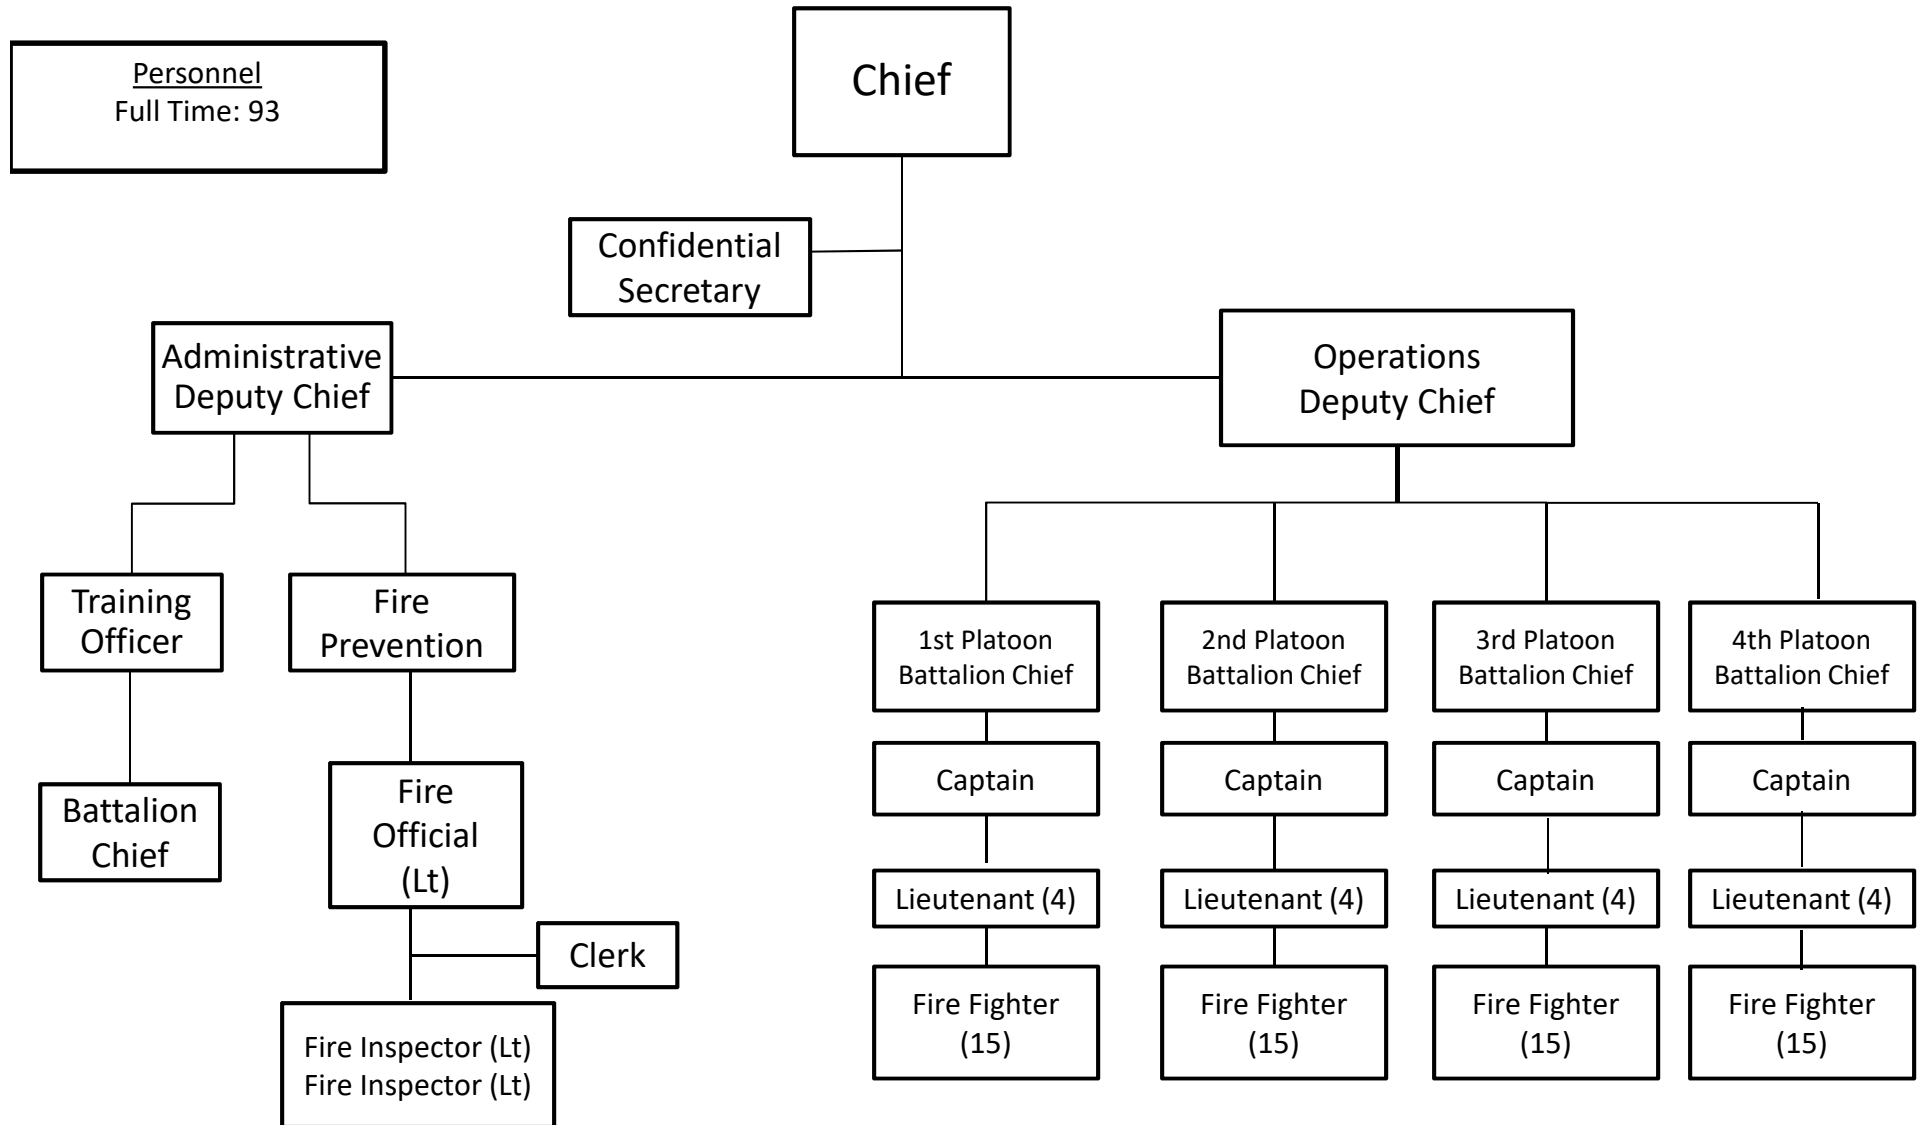 Personnel
Full Time: 93
Chief
Confidential
Secretary
Administrative
Deputy Chief
Operations
Deputy Chief
Training
Officer
Fire
Prevention
Battalion
Chief
Fire
Official
(Lt)
Clerk
Fire Inspector (Lt)
Fire Inspector (Lt)
1st Platoon
Battalion Chief
Captain
Lieutenant (4)
Fire Fighter
(15)
2nd Platoon
Battalion Chief
Captain
Lieutenant (4)
Fire Fighter
(15)
3rd Platoon
Battalion Chief
Captain
Lieutenant (4)
Fire Fighter
(15)
4th Platoon
Battalion Chief
Captain
Lieutenant (4)
Fire Fighter
(15)